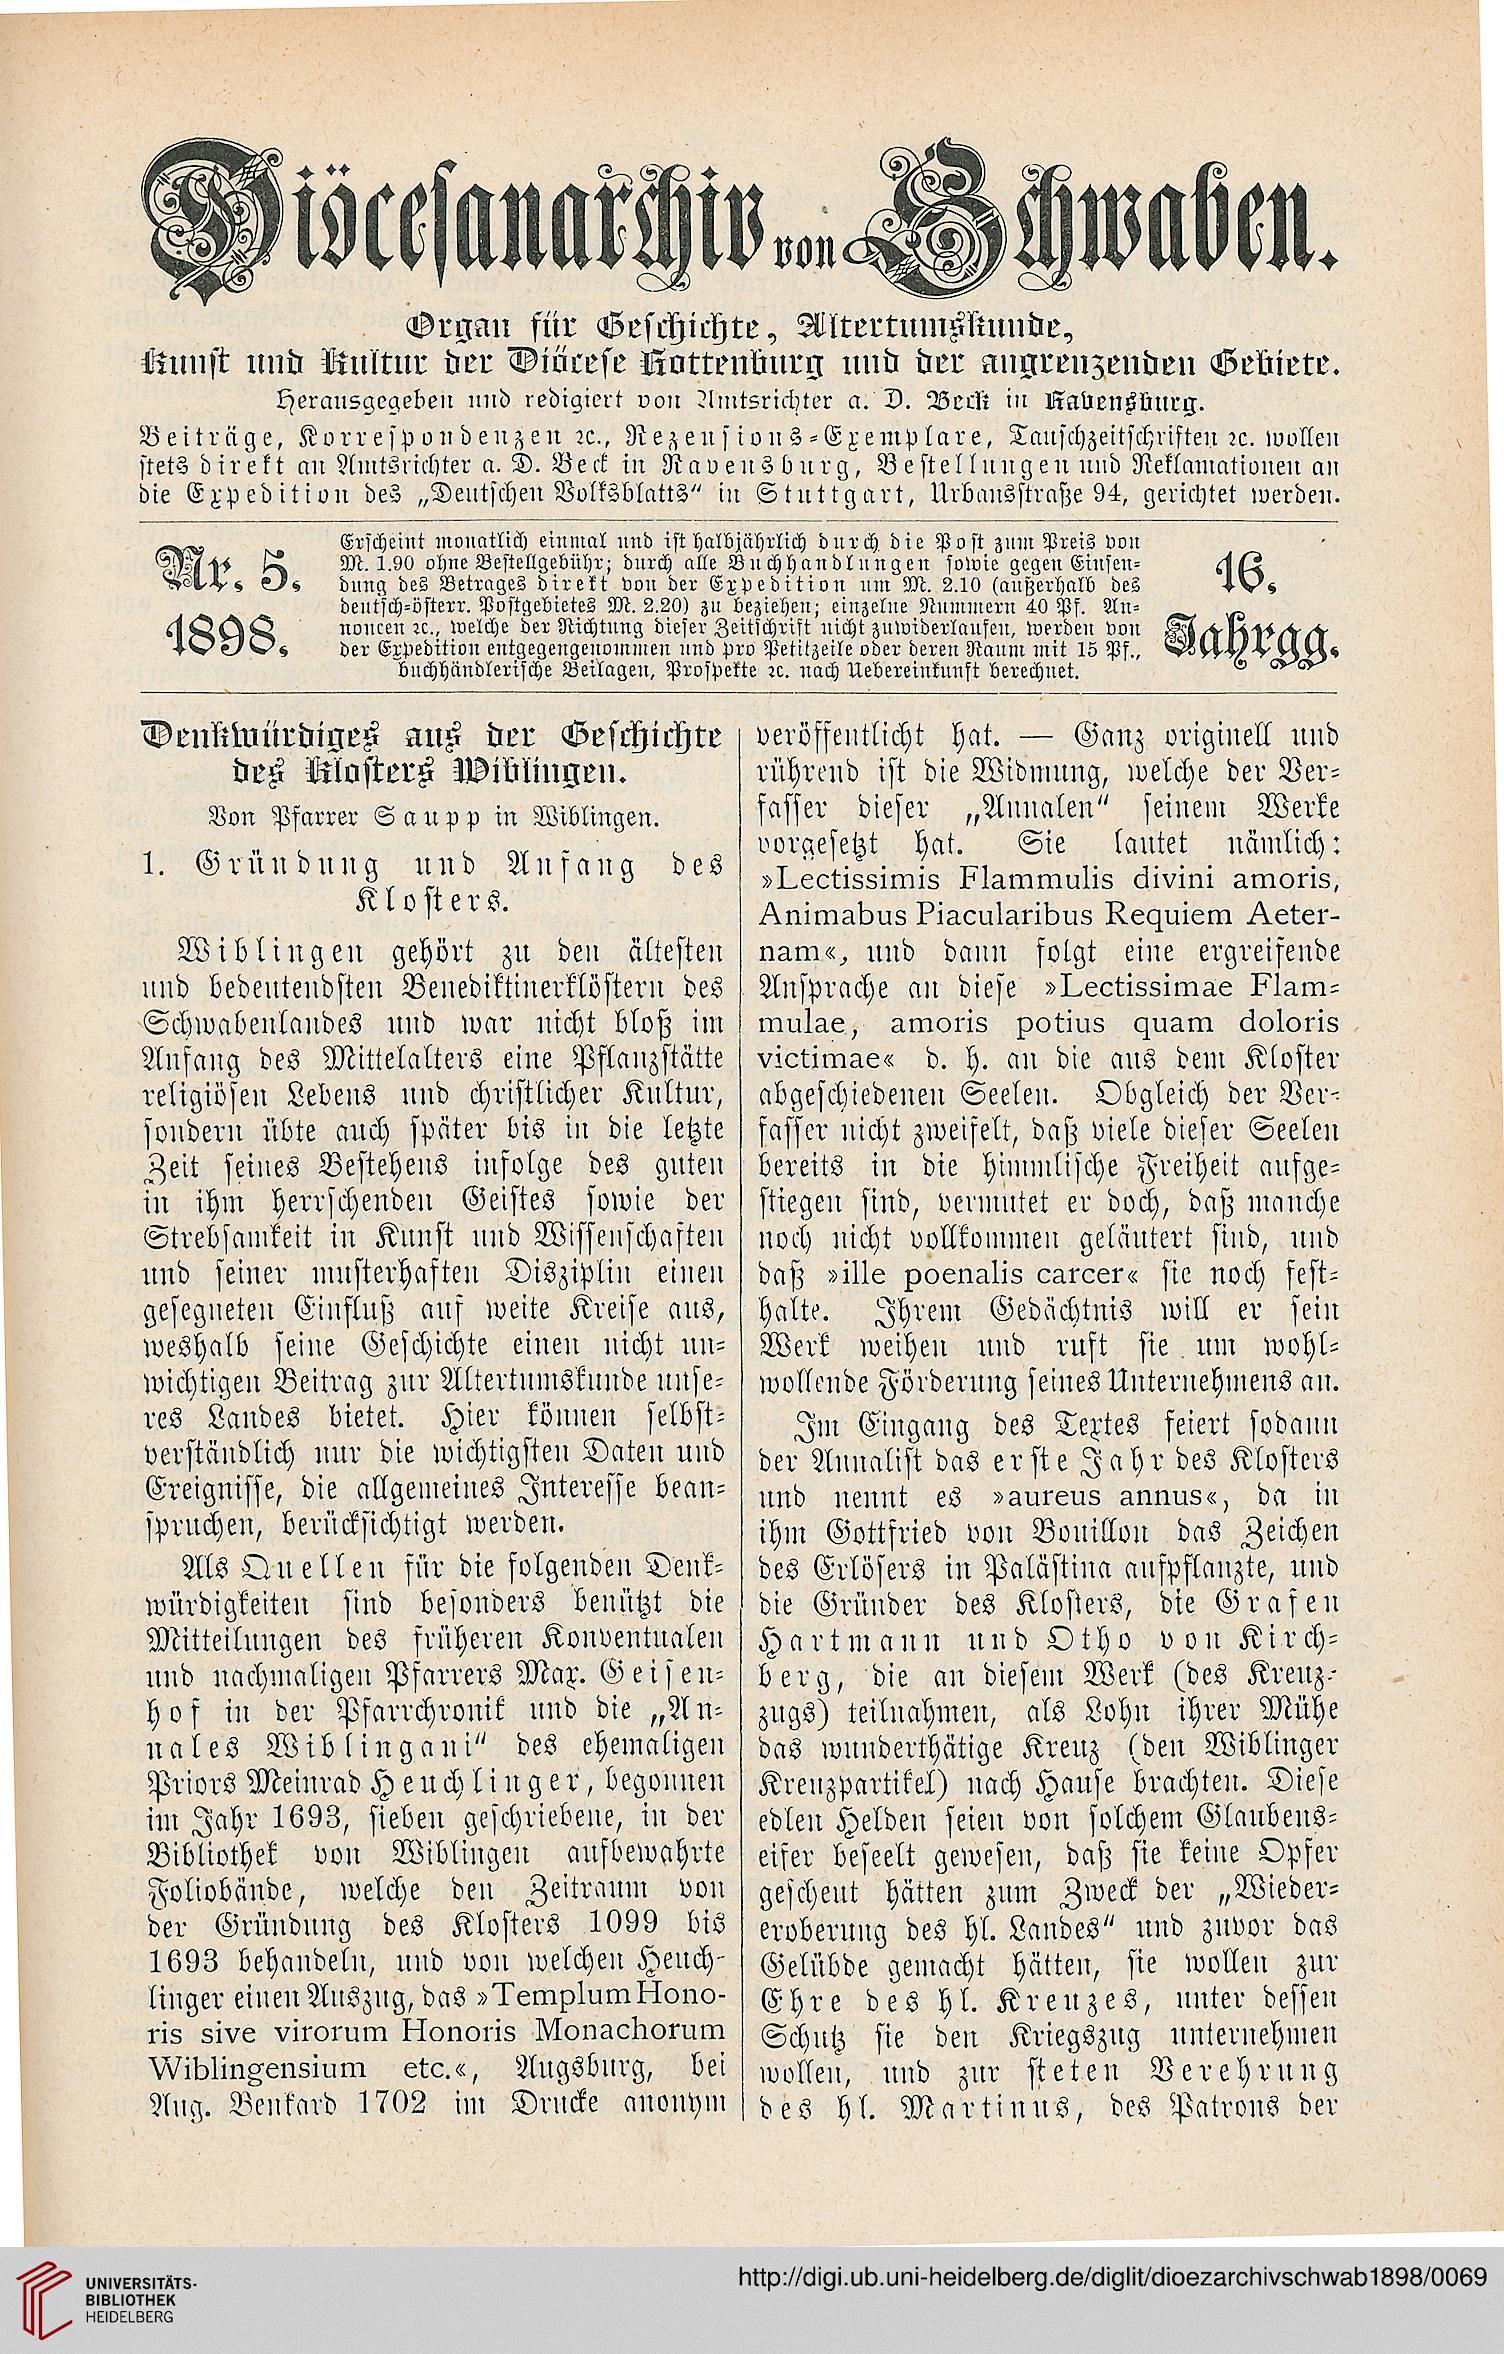 Diöcesanarchiv von Schwaben.
Organ für Geschichte, Altertumskunde,
Kunst und Kultur der Diöcese Rottenburg und der angrenzenden Gebiete.
Herausgegeben und redigiert von Amtsrichter a. D. Beck in Ravensburg.
Beiträge, Korrespondenzen ꝛc., Rezensions-Exemplare, Tauschzeitschriften ꝛc. wollen
stets direkt an Amtsrichter a. D. Beck in Ravensburg, Bestellungen und Reklamationen an
die Expedition des „Deutschen Volksblatts“ in Stuttgart, Urbansstraße 94, gerichtet werden.
Nr. 5.
1898.
Erscheint monatlich einmal und ist halbjährlich durch die Post zum Preis von
M. 1.90 ohne Bestellgebühr; durch alle Buchhandlungen sowie gegen Einsen-
dung des Betrages direkt von der Expedition um M. 2.10 (außerhalb des
deutsch-österr. Postgebietes M. 2.20) zu beziehen; einzelne Nummern 40 Pf. An-
noncen ꝛc., welche der Richtung dieser Zeitschrift nicht zuwiderlaufen, werden von
der Expedition entgegengenommen und pro Petitzeile oder deren Raum mit 15 Pf.,
buchhändlerische Beilagen, Prospekte ꝛc. nach Uebereinkunft berechnet.
16.
Jahrgg.
Denkwürdiges aus der Geschichte
des Klosters Wiblingen.
Von Pfarrer Saupp in Wiblingen.
1. Gründung und Anfang des
Klosters.
Wiblingen gehört zu den ältesten
und bedeutendsten Benediktinerklöstern des
Schwabenlandes und war nicht bloß im
Anfang des Mittelalters eine Pflanzstätte
religiösen Lebens und christlicher Kultur,
sondern übte auch später bis in die letzte
Zeit seines Bestehens infolge des guten
in ihm herrschenden Geistes sowie der
Strebsamkeit in Kunst und Wissenschaften
und seiner musterhaften Disziplin einen
gesegneten Einfluß auf weite Kreise aus,
weshalb seine Geschichte einen nicht un-
wichtigen Beitrag zur Altertumskunde unse-
res Landes bietet. Hier können selbst-
verständlich nur die wichtigsten Daten und
Ereignisse, die allgemeines Interesse bean-
spruchen, berücksichtigt werden.
Als Quellen für die folgenden Denk-
würdigkeiten sind besonders benützt die
Mitteilungen des früheren Konventualen
und nachmaligen Pfarrers Max. Geisen-
hof in der Pfarrchronik und die „An-
nales Wiblingani“ des ehemaligen
Priors Meinrad Heuchlinger, begonnen
im Jahr 1693, sieben geschriebene, in der
Bibliothek von Wiblingen aufbewahrte
Foliobände, welche den Zeitraum von
der Gründung des Klosters 1099 bis
1693 behandeln, und von welchen Heuch-
linger einen Auszug, das »Templum Hono-
ris sive virorum Honoris Monachorum
Wiblingensium etc.«, Augsburg, bei
Aug. Benkard 1702 im Drucke anonym
veröffentlicht hat. — Ganz originell und
rührend ist die Widmung, welche der Ver-
fasser dieser „Annalen“ seinem Werke
vorgesetzt hat. Sie lautet nämlich:
»Lectissimis Flammulis divini amoris,
Animabus Piacularibus Requiem Aeter-
nam«, und dann folgt eine ergreifende
Ansprache an diese »Lectissimae Flam-
mulae, amoris potius quam doloris
victimae« d. h. an die aus dem Kloster
abgeschiedenen Seelen. Obgleich der Ver-
fasser nicht zweifelt, daß viele dieser Seelen
bereits in die himmlische Freiheit aufge-
stiegen sind, vermutet er doch, daß manche
noch nicht vollkommen geläutert sind, und
daß »ille poenalis carcer« sie noch fest-
halte. Ihrem Gedächtnis will er sein
Werk weihen und ruft sie um wohl-
wollende Förderung seines Unternehmens an.
Im Eingang des Textes feiert sodann
der Annalist das erste Jahr des Klosters
und nennt es »aureus annus«, da in
ihm Gottfried von Bouillon das Zeichen
des Erlösers in Palästina aufpflanzte, und
die Gründer des Klosters, die Grafen
Hartmann und Otho von Kirch-
berg, die an diesem Werk (des Kreuz-
zugs) teilnahmen, als Lohn ihrer Mühe
das wunderthätige Kreuz (den Wiblinger
Kreuzpartikel) nach Hause brachten. Diese
edlen Helden seien von solchem Glaubens-
eifer beseelt gewesen, daß sie keine Opfer
gescheut hätten zum Zweck der „Wieder-
eroberung des hl. Landes“ und zuvor das
Gelübde gemacht hätten, sie wollen zur
Ehre des hl. Kreuzes, unter dessen
Schutz sie den Kriegszug unternehmen
wollen, und zur steten Verehrung
des hl. Martinus, des Patrons der
UNIVERSITÄTS-
BIBLIOTHEK
HEIDELBERG
http://digi.ub.uni-heidelberg.de/diglit/dioezarchivschwab1898/0069